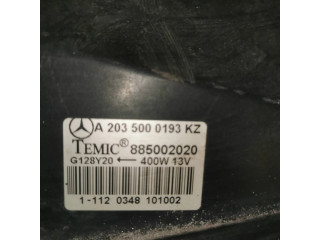 A 203 500 0193 KZ
TEMIC® 885002020
G128Y20 ← 400W 13V
1-112 0348 101002